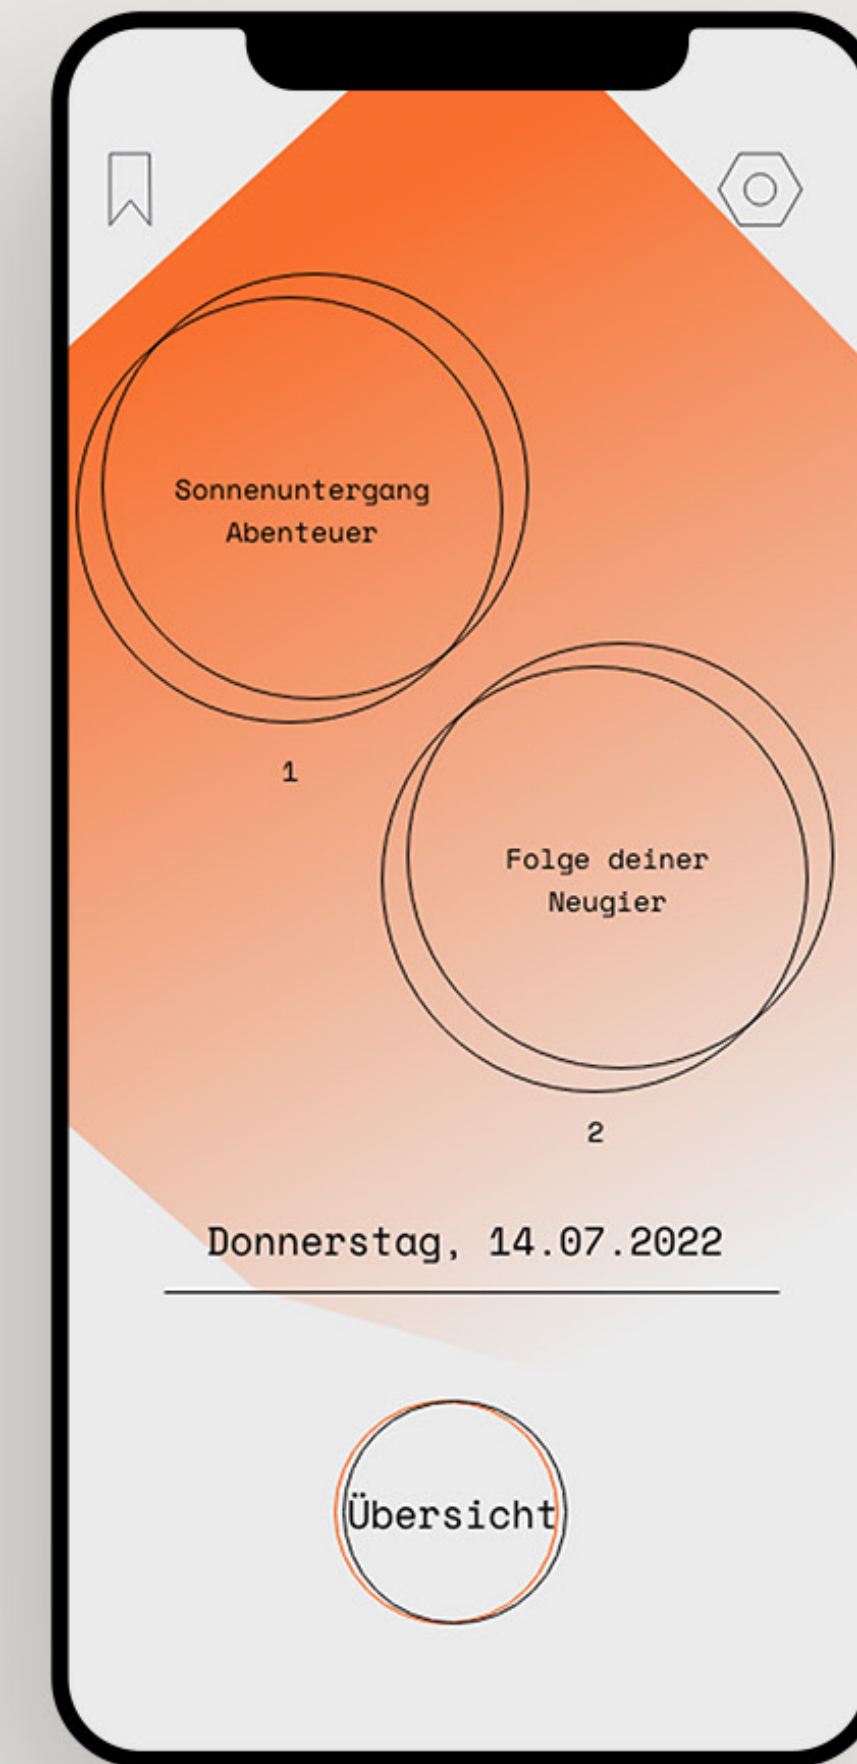 Sonnenuntergang
Abenteuer
1
Folge deiner
Neugier
2
Donnerstag, 14.07.2022
Übersicht